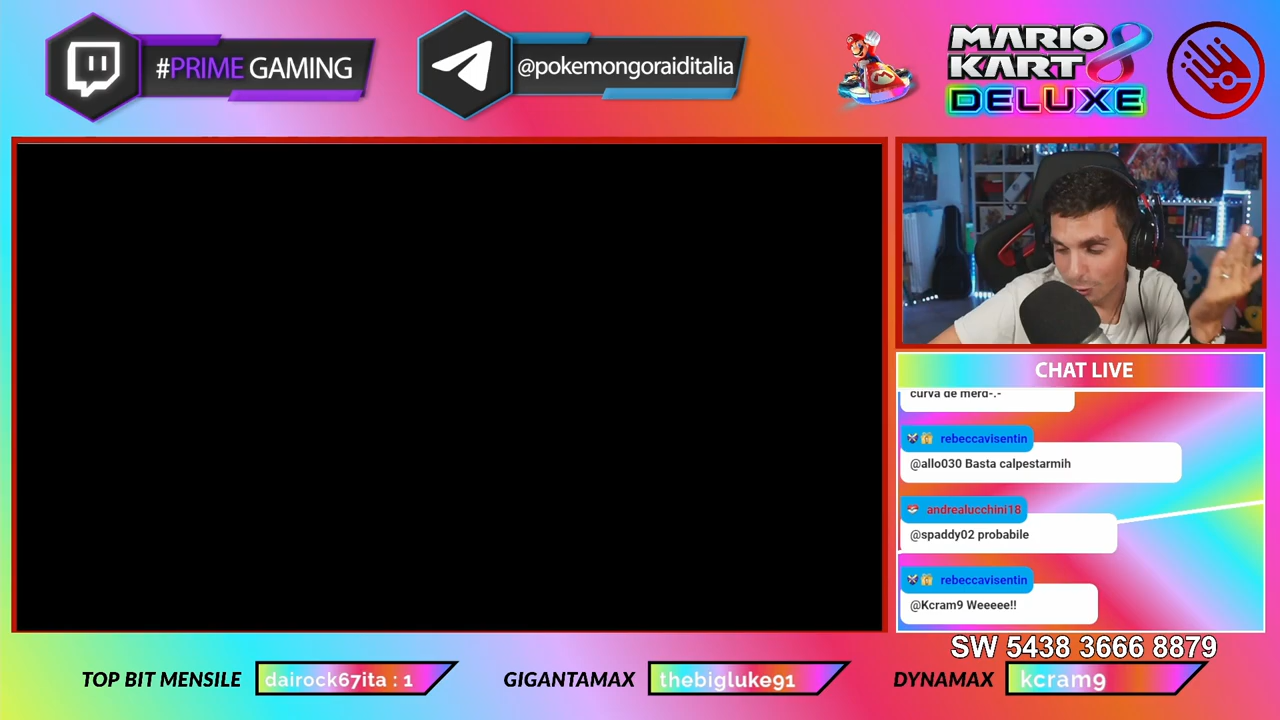 #PRIME GAMING
@pokemongoraiditalia
MARIO
KART 8
DELUXE
CHAT LIVE
curva de merd-.-
rebeccavisentin
@allo030 Basta calpestarmih
andrealucchini18
@spaddy02 probabile
rebeccavisentin
@Kcram9 Weeeee!!
SW 5438 3666 8879
TOP BIT MENSILE dairock67ita : 1
GIGANTAMAX thebigluke91
DYNAMAX kcram9